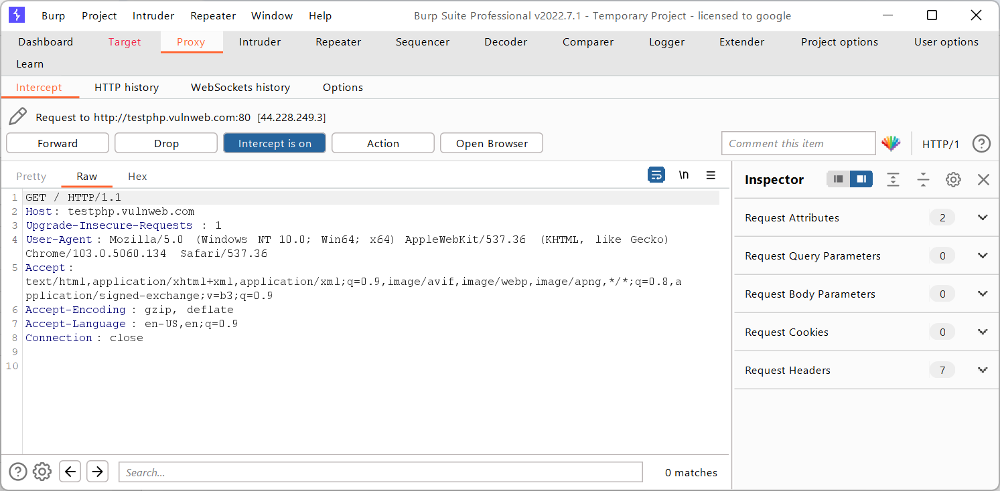 Burp Project Intruder Repeater Window Help Burp Suite Professional v2022.7.1 - Temporary Project - licensed to google
Dashboard Target Proxy Intruder Repeater Sequencer Decoder Comparer Logger Extender Project options User options
Learn
Intercept HTTP history WebSockets history Options
Request to http://testphp.vulnweb.com:80 [44.228.249.3]
Forward Drop Intercept is on Action Open Browser Comment this item HTTP/1 ?
Pretty Raw Hex \n Inspector
1 GET / HTTP/1.1
2 Host: testphp.vulnweb.com
3 Upgrade-Insecure-Requests : 1
4 User-Agent : Mozilla/5.0 (Windows NT 10.0; Win64; x64) AppleWebKit/537.36 (KHTML, like Gecko)
Chrome/103.0.5060.134 Safari/537.36
5 Accept :
text/html,application/xhtml+xml,application/xml;q=0.9,image/avif,image/webp,image/apng,*/*;q=0.8,a
pplication/signed-exchange;v=b3;q=0.9
6 Accept-Encoding : gzip, deflate
7 Accept-Language : en-US,en;q=0.9
8 Connection : close
9
10
Request Attributes 2
Request Query Parameters 0
Request Body Parameters 0
Request Cookies 0
Request Headers 7
? Search... 0 matches